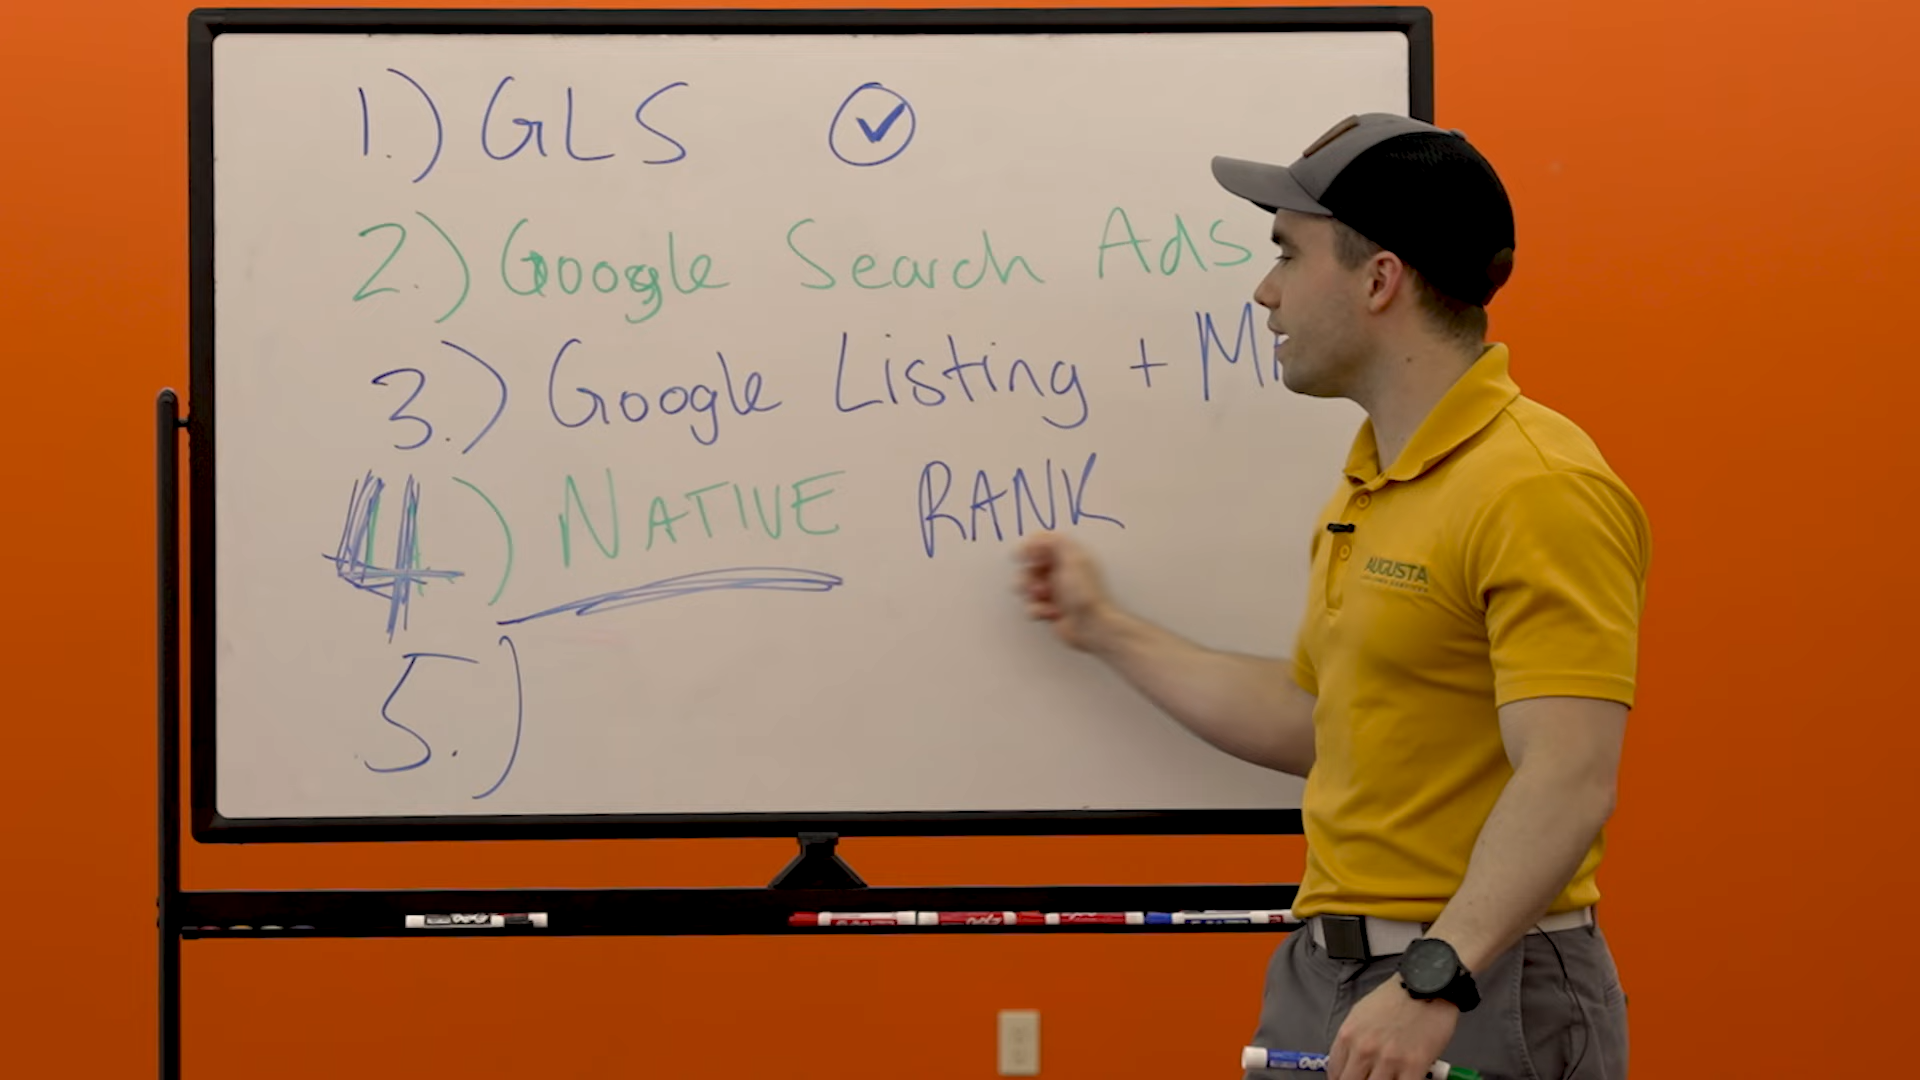 1.) GLS
2.) Google Search Ads
3.) Google Listing +
4) NATIVE RANK
5.)
AUGUSTA